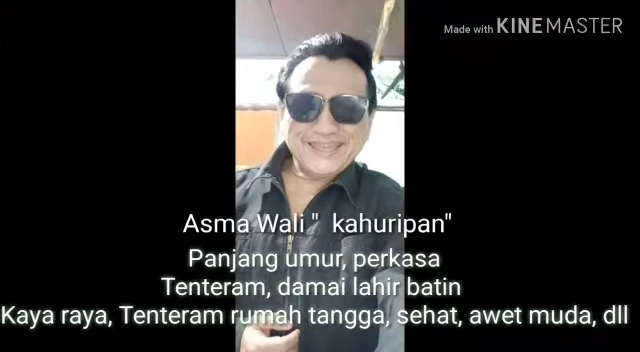 Made with KINEMASTER
Asma Wali " kahuripan"
Panjang umur, perkasa
Tenteram, damai lahir batin
Kaya raya, Tenteram rumah tangga, sehat, awet muda, dll